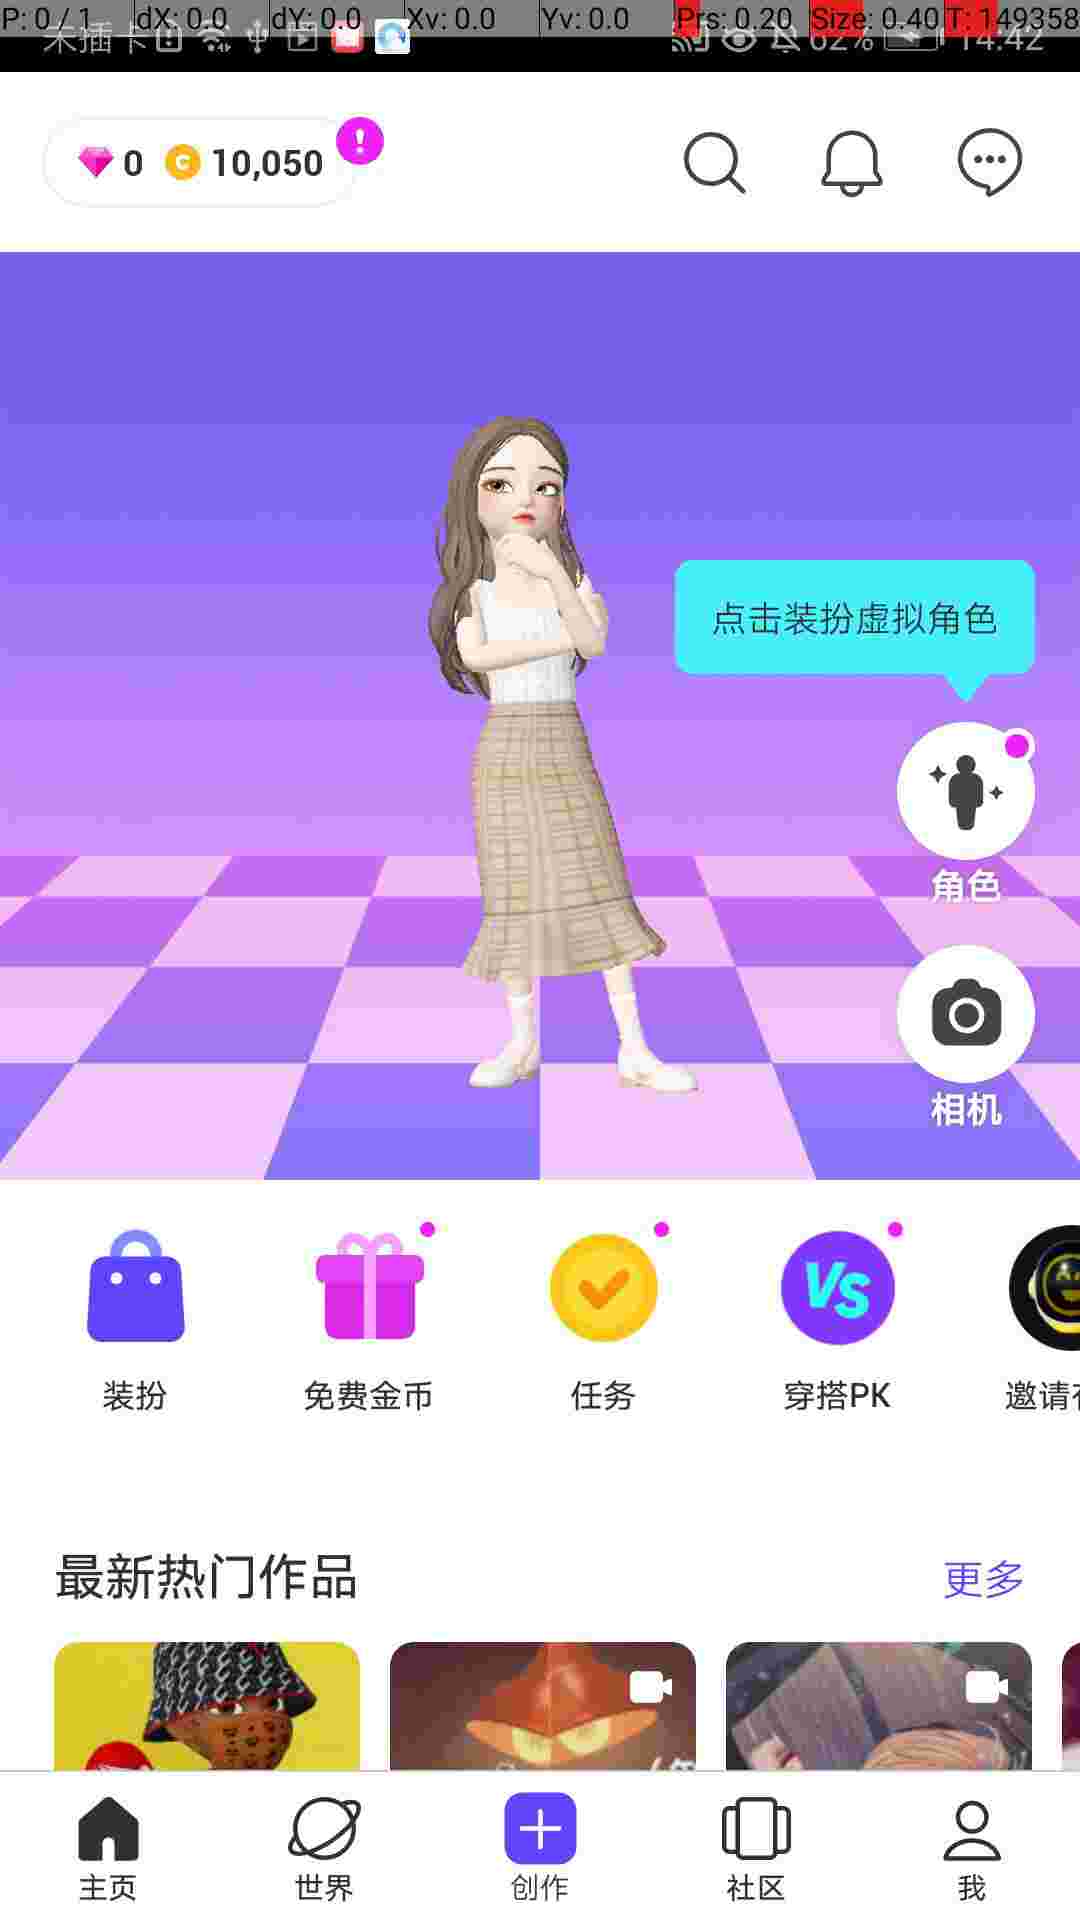 P: 0 / 1 dX: 0.0 dY: 0.0 Xv: 0.0 Yv: 0.0 Prs: 0.20 Size: 0.40 T: 149358
未插卡 62% 14:42
0 C 10,050 !
点击装扮虚拟角色
角色
相机
VS
装扮 免费金币 任务 穿搭PK 邀请
最新热门作品 更多
主页 世界 创作 社区 我